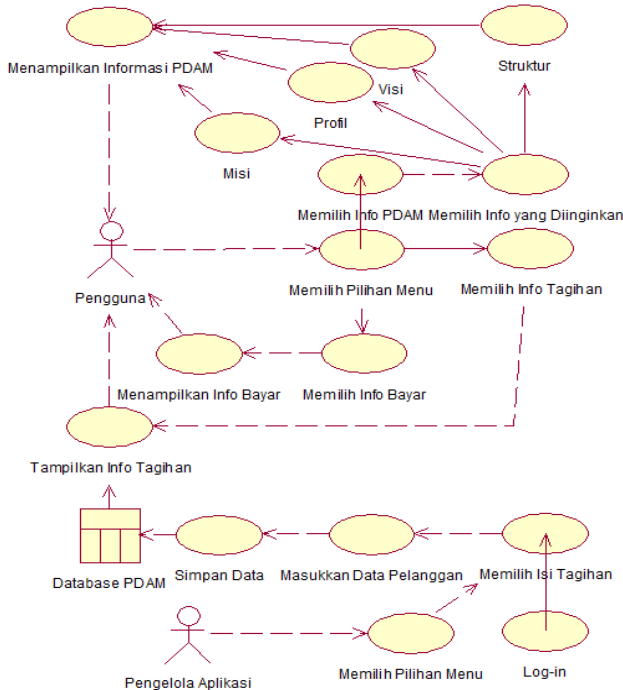 Menampilkan Informasi PDAM
Struktur
Visi
Profil
Misi
Memilih Info PDAM
Memilih Info yang Diinginkan
Pengguna
Memilih Pilihan Menu
Memilih Info Tagihan
Menampilkan Info Bayar
Memilih Info Bayar
Tampilkan Info Tagihan
Database PDAM
Simpan Data
Masukkan Data Pelanggan
Memilih Isi Tagihan
Pengelola Aplikasi
Memilih Pilihan Menu
Log-in